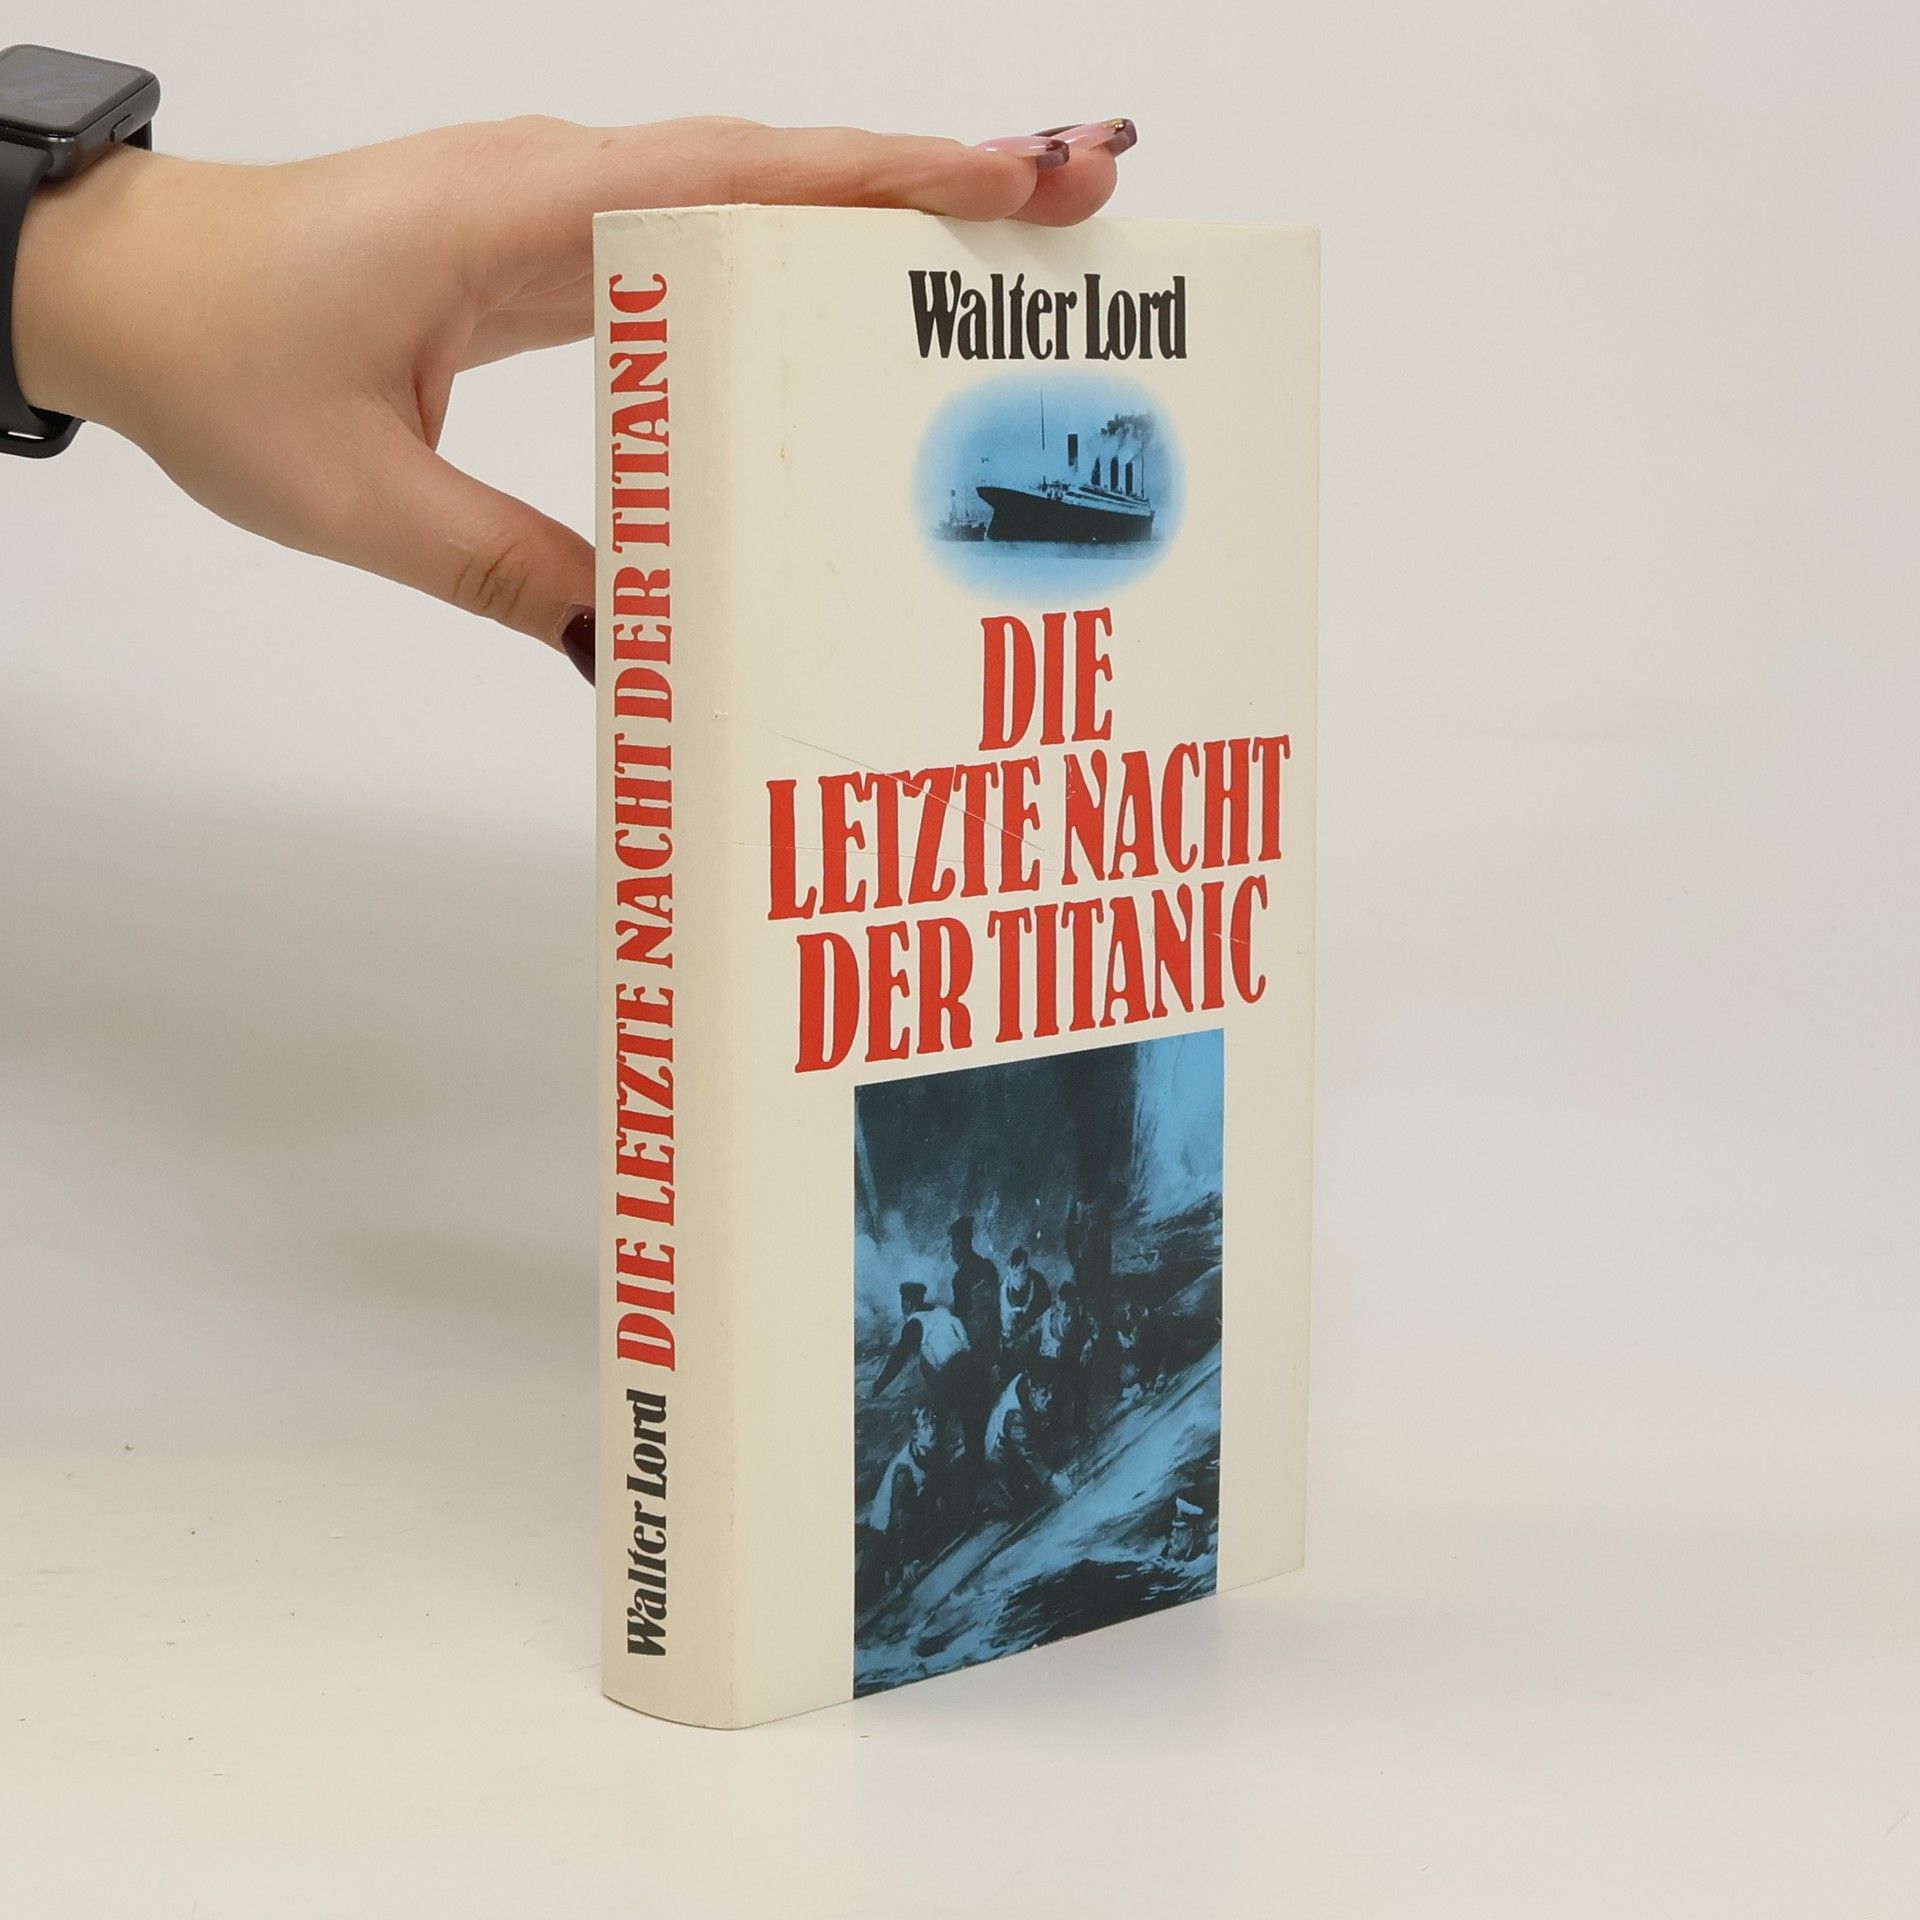 Walter Lord
DIE
LETZTE NACHT
DER TITANIC
Walter Lord DIE LETZTE NACHT DER TITANIC